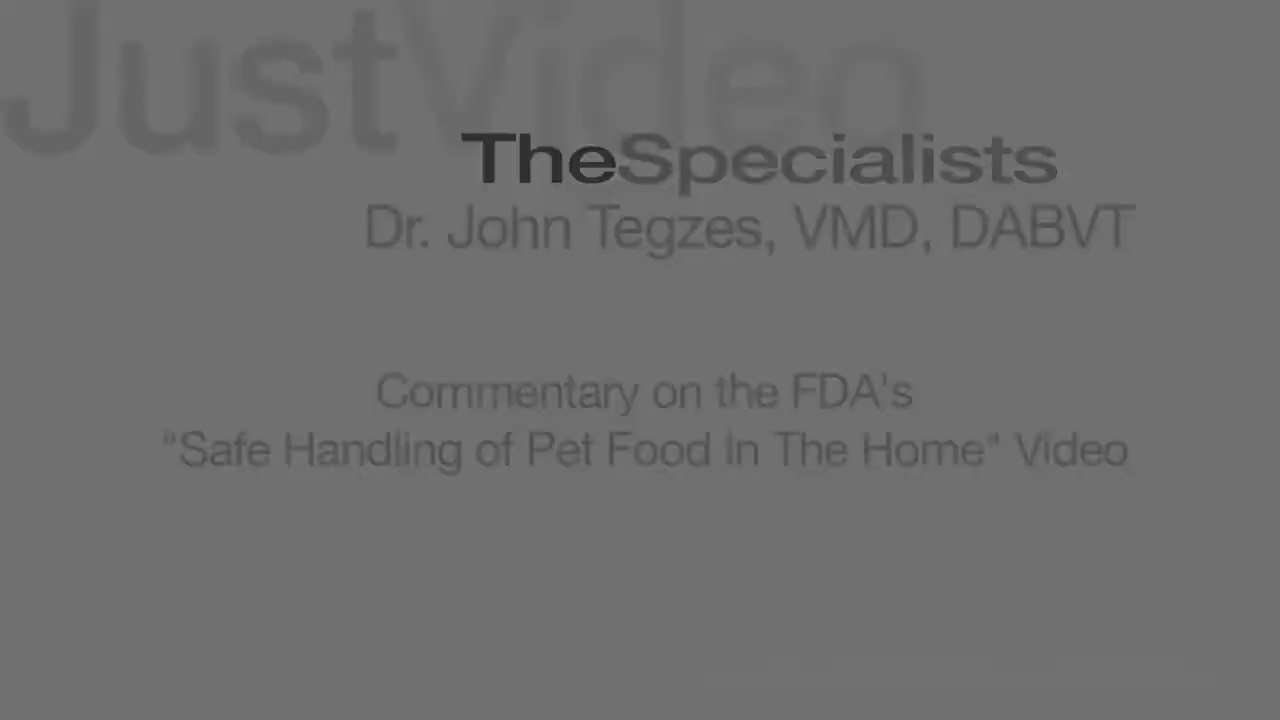 JustVideo
TheSpecialists
Dr. John Tegzes, VMD, DABVT
Commentary on the FDA's
"Safe Handling of Pet Food In The Home" Video